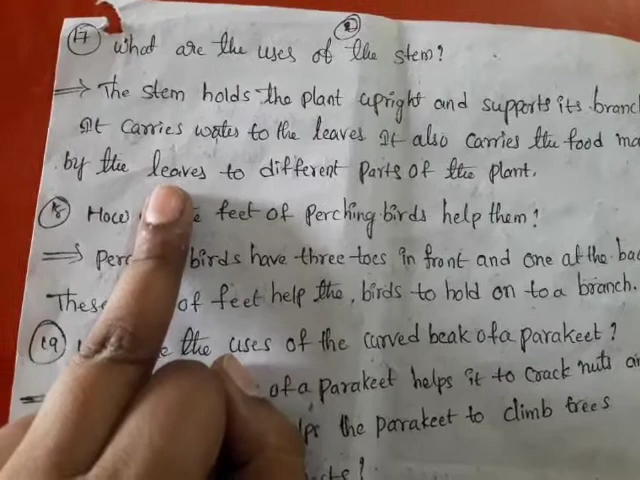 2
17 What are the uses of the stem?
⇒ The stem holds the plant upright and supports its branc
It carries water to the leaves It also carries the food ma
by the leaves to different parts of the plant.
18 How feet of perching birds help them?
⇒ Per birds have three toes in front and one at the ba
These of feet help the, birds to hold on to a branch.
19 the uses of the curved beak of a parakeet?
of a parakeet helps it to crack nuts an
the parakeet to climb trees